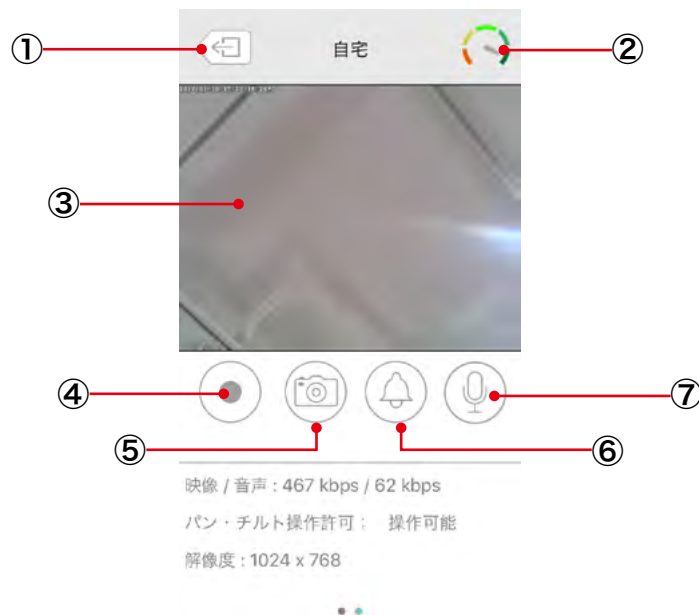 ①
自宅
②
③
④
⑦
⑤
⑥
映像 / 音声 : 467 kbps / 62 kbps
パン・チルト操作許可 : 操作可能
解像度 : 1024 x 768